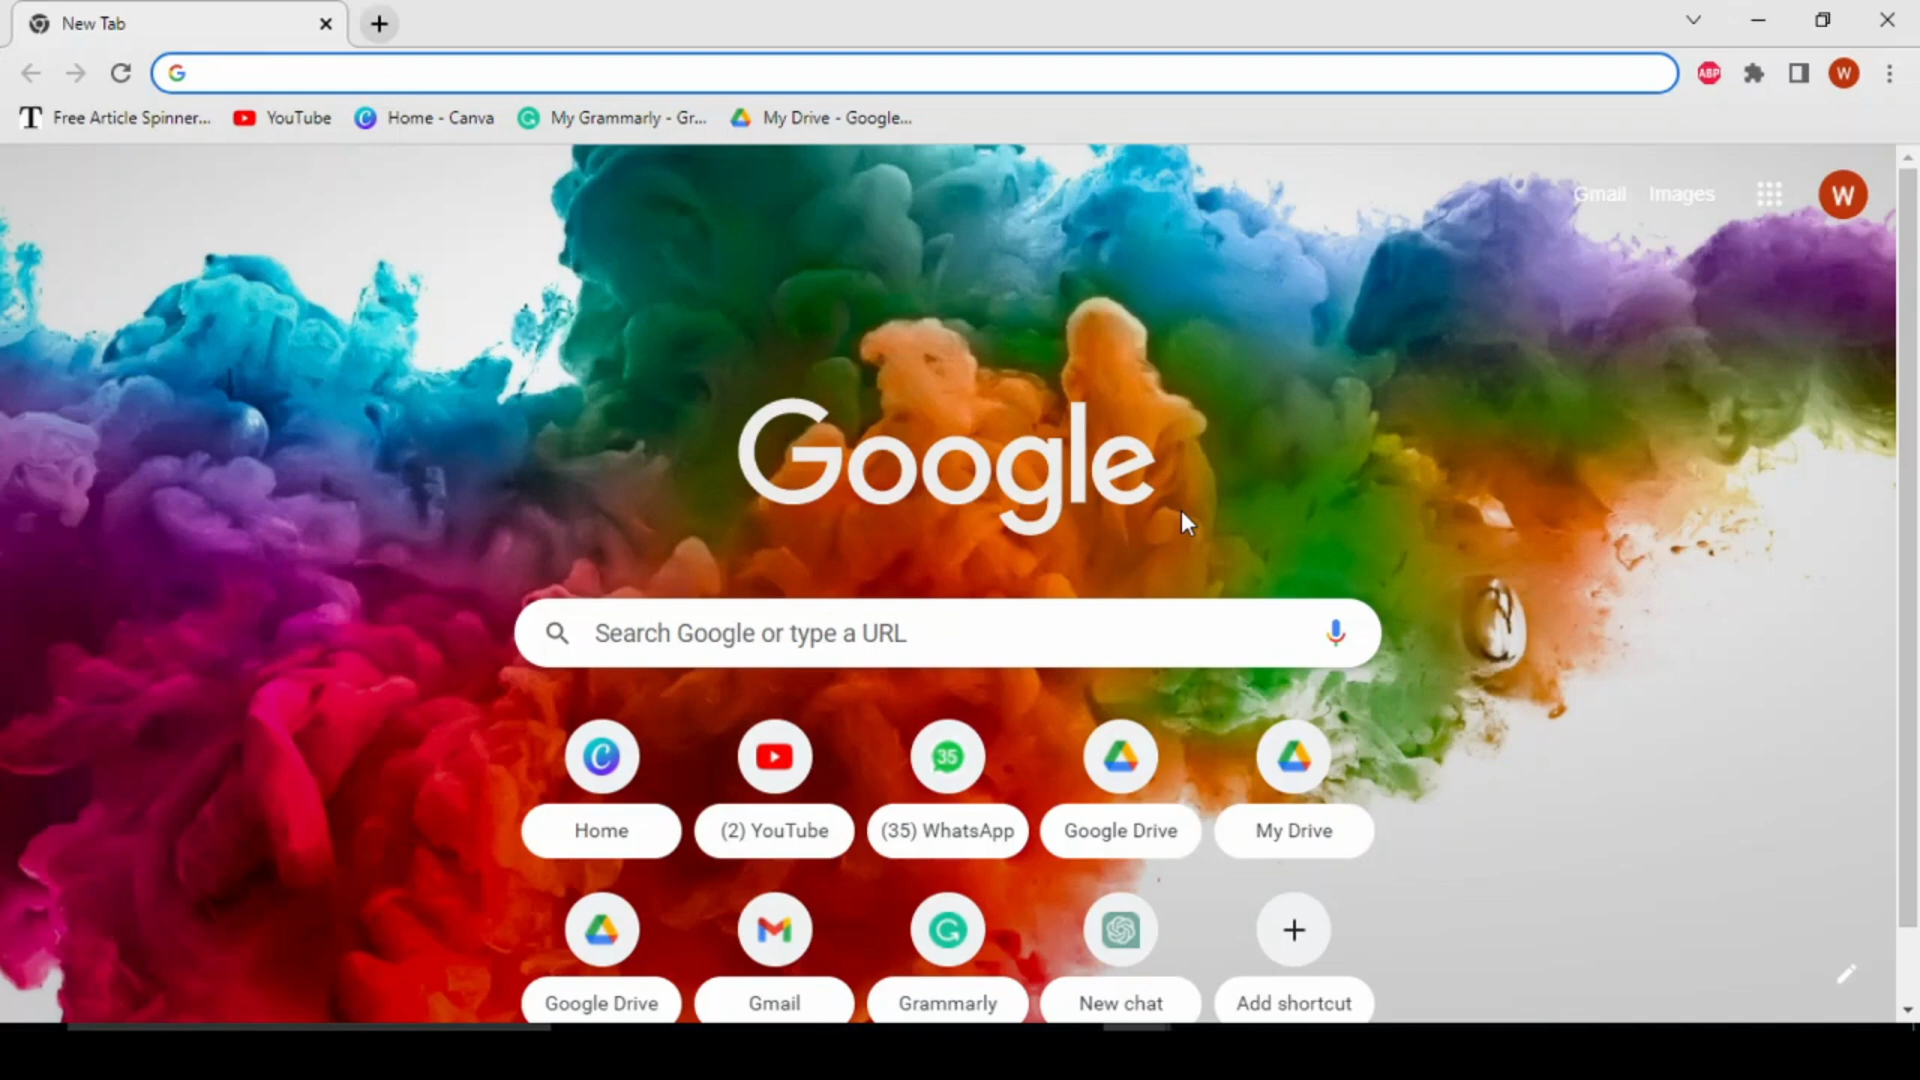 New Tab
G
ABP
W
T Free Article Spinner...
YouTube
C Home - Canva
My Grammarly - Gr...
My Drive - Google...
Gmail
Images
W
Google
Search Google or type a URL
C
35
Home
(2) YouTube
(35) WhatsApp
Google Drive
My Drive
Google Drive
Gmail
Grammarly
New chat
Add shortcut